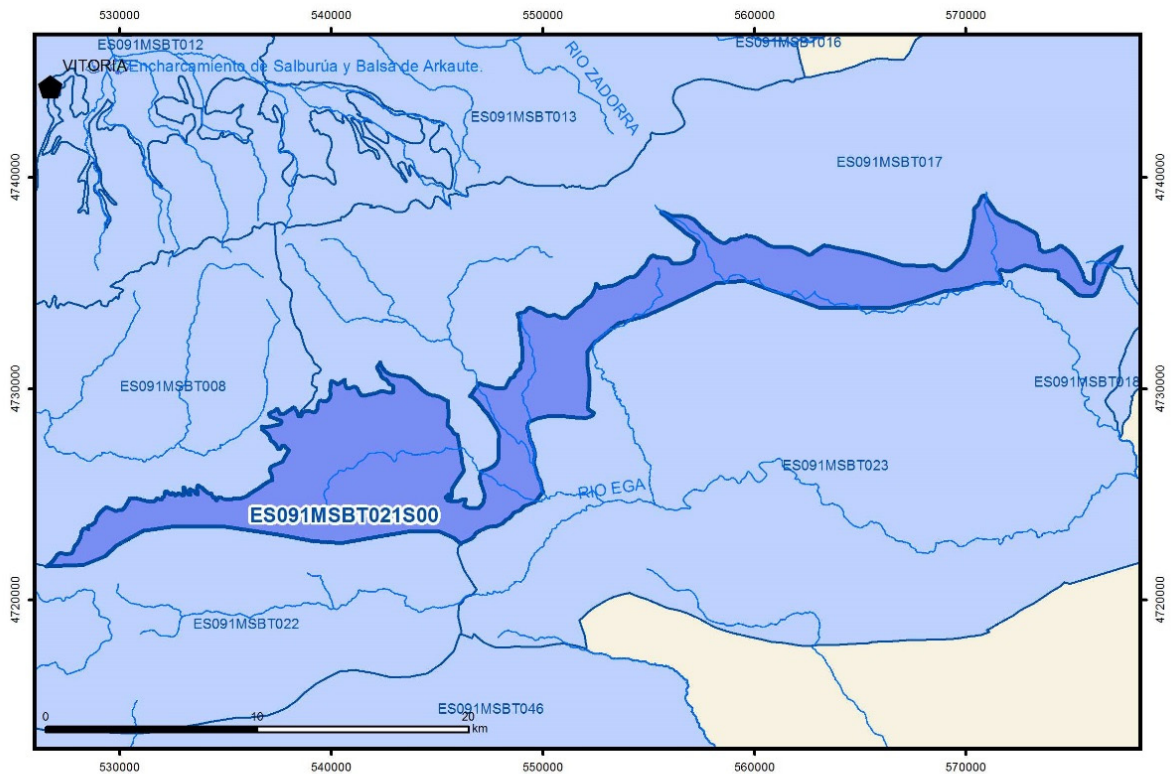 530000 540000 550000 560000 570000
ES091MSBT012
ES091MSBT016
VITORIA
Encharcamiento de Salburúa y Balsa de Arkaute.
RIO ZADORRA
ES091MSBT013
ES091MSBT017
4740000 4740000
ES091MSBT008
ES091MSBT018
4730000 4730000
ES091MSBT023
RIO EGA
ES091MSBT021S00
4720000 4720000
ES091MSBT022
ES091MSBT046
0 10 20
km
530000 540000 550000 560000 570000